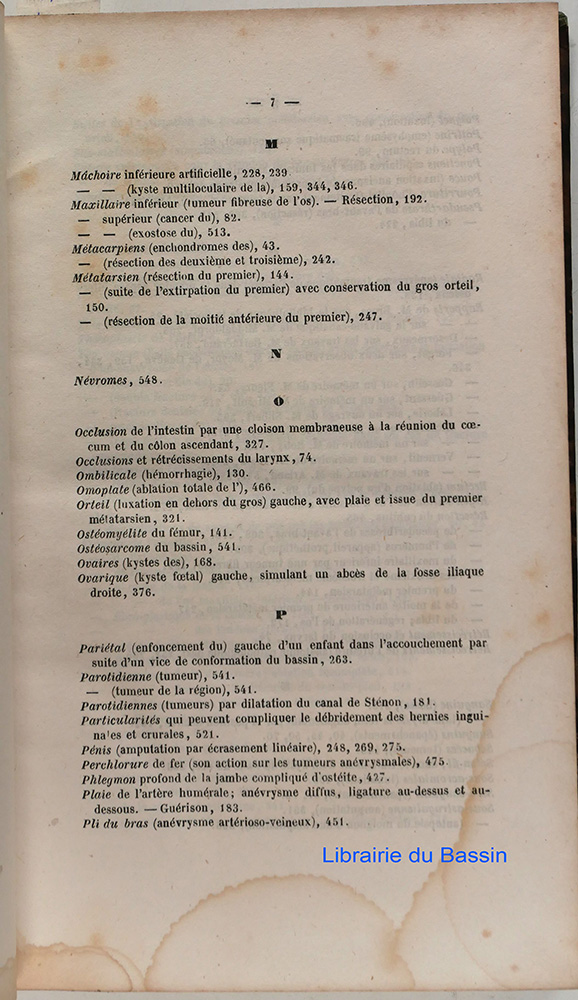 — 7 —
M
Mâchoire inférieure artificielle, 228, 239.
— — (kyste multiloculaire de la), 159, 344, 346.
Maxillaire inférieur (tumeur fibreuse de l'os). — Résection, 192.
— supérieur (cancer du), 82.
— — (exostose du), 513.
Métacarpiens (enchondromes des), 43.
— (résection des deuxième et troisième), 242.
Métatarsien (résection du premier), 144.
— (suite de l'extirpation du premier) avec conservation du gros orteil,
150.
— (résection de la moitié antérieure du premier), 247.
N
Névromes, 548.
O
Occlusion de l'intestin par une cloison membraneuse à la réunion du cœ-
cum et du côlon ascendant, 327.
Occlusions et rétrécissements du larynx, 74.
Ombilicale (hémorrhagie), 130.
Omoplate (ablation totale de l'), 466.
Orteil (luxation en dehors du gros) gauche, avec plaie et issue du premier
métatarsien, 321.
Ostéomyélite du fémur, 141.
Ostéosarcome du bassin, 541.
Ovaires (kystes des), 168.
Ovarique (kyste fœtal) gauche, simulant un abcès de la fosse iliaque
droite, 376.
P
Pariétal (enfoncement du) gauche d'un enfant dans l'accouchement par
suite d'un vice de conformation du bassin, 263.
Parotidienne (tumeur), 541.
— (tumeur de la région), 541.
Parotidiennes (tumeurs) par dilatation du canal de Sténon, 181.
Particularités qui peuvent compliquer le débridement des hernies ingui-
nales et crurales, 521.
Pénis (amputation par écrasement linéaire), 248, 269, 275.
Perchlorure de fer (son action sur les tumeurs anévrysmales), 475.
Phlegmon profond de la jambe compliqué d'ostéite, 427.
Plaie de l'artère humérale; anévrysme diffus, ligature au-dessus et au-
dessous. — Guérison, 183.
Pli du bras (anévrysme artérioso-veineux), 451.
Librairie du Bassin